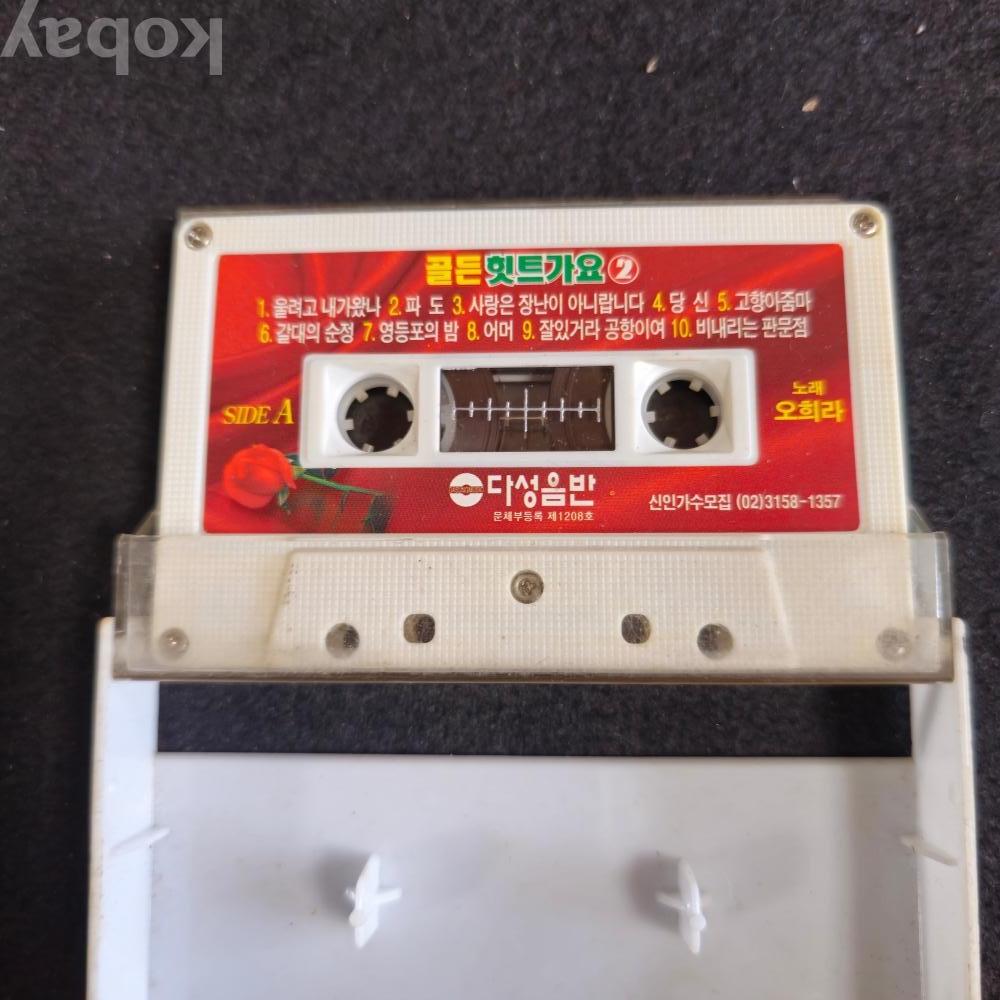 kobay
골든힛트가요②
1. 울려고 내가왔나 2. 파 도 3. 사랑은 장난이 아니랍니다 4. 당 신 5. 고향아줌마
6. 갈대의 순정 7. 영등포의 밤 8. 어머 9. 잘있거라 공항이여 10. 비내리는 판문점
SIDE A
노래
오희라
다성음반
문체부등록 제1208호
신인가수모집 (02)3158-1357